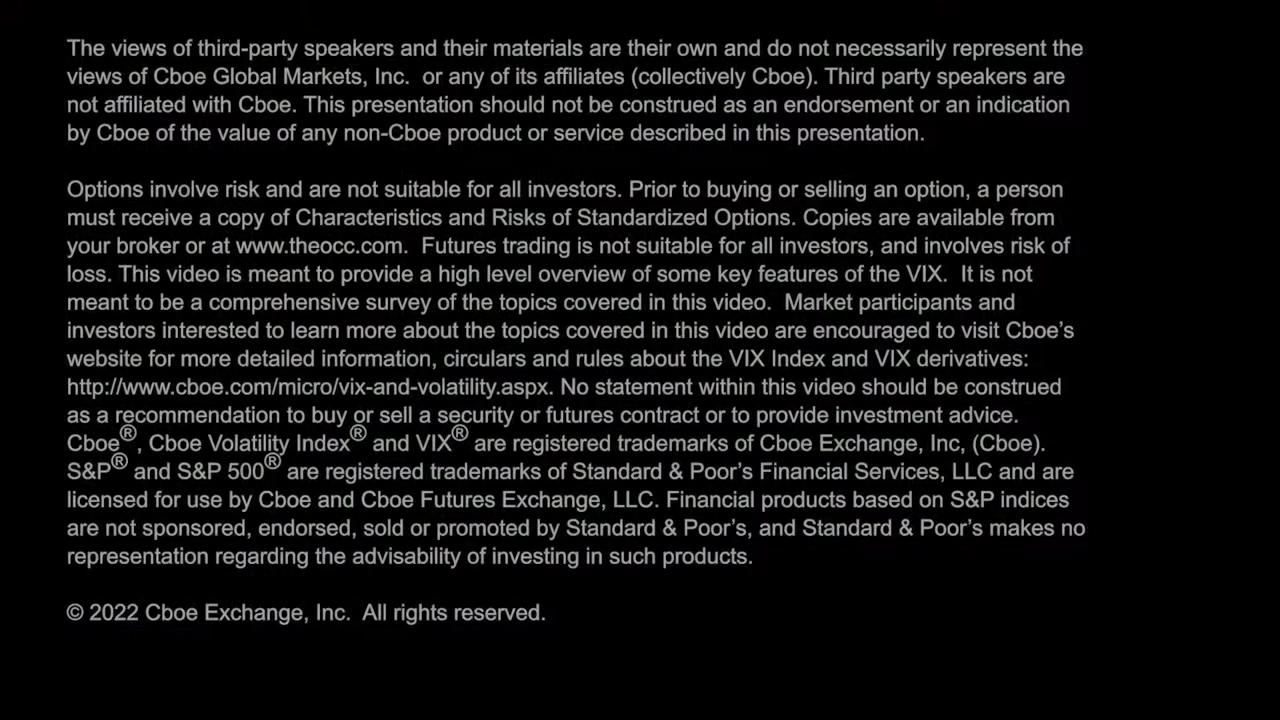 The views of third-party speakers and their materials are their own and do not necessarily represent the
views of Cboe Global Markets, Inc.  or any of its affiliates (collectively Cboe). Third party speakers are
not affiliated with Cboe. This presentation should not be construed as an endorsement or an indication
by Cboe of the value of any non-Cboe product or service described in this presentation.
Options involve risk and are not suitable for all investors. Prior to buying or selling an option, a person
must receive a copy of Characteristics and Risks of Standardized Options. Copies are available from
your broker or at www.theocc.com.  Futures trading is not suitable for all investors, and involves risk of
loss. This video is meant to provide a high level overview of some key features of the VIX.  It is not
meant to be a comprehensive survey of the topics covered in this video.  Market participants and
investors interested to learn more about the topics covered in this video are encouraged to visit Cboe’s
website for more detailed information, circulars and rules about the VIX Index and VIX derivatives:
http://www.cboe.com/micro/vix-and-volatility.aspx. No statement within this video should be construed
as a recommendation to buy or sell a security or futures contract or to provide investment advice.
Cboe®, Cboe Volatility Index® and VIX® are registered trademarks of Cboe Exchange, Inc, (Cboe).
S&P® and S&P 500® are registered trademarks of Standard & Poor’s Financial Services, LLC and are
licensed for use by Cboe and Cboe Futures Exchange, LLC. Financial products based on S&P indices
are not sponsored, endorsed, sold or promoted by Standard & Poor’s, and Standard & Poor’s makes no
representation regarding the advisability of investing in such products.
© 2022 Cboe Exchange, Inc.  All rights reserved.